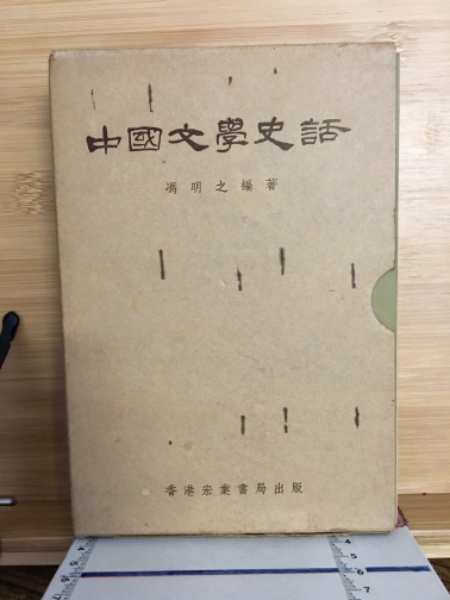 中國文學史話
馮明之編著
香港宏業書局出版